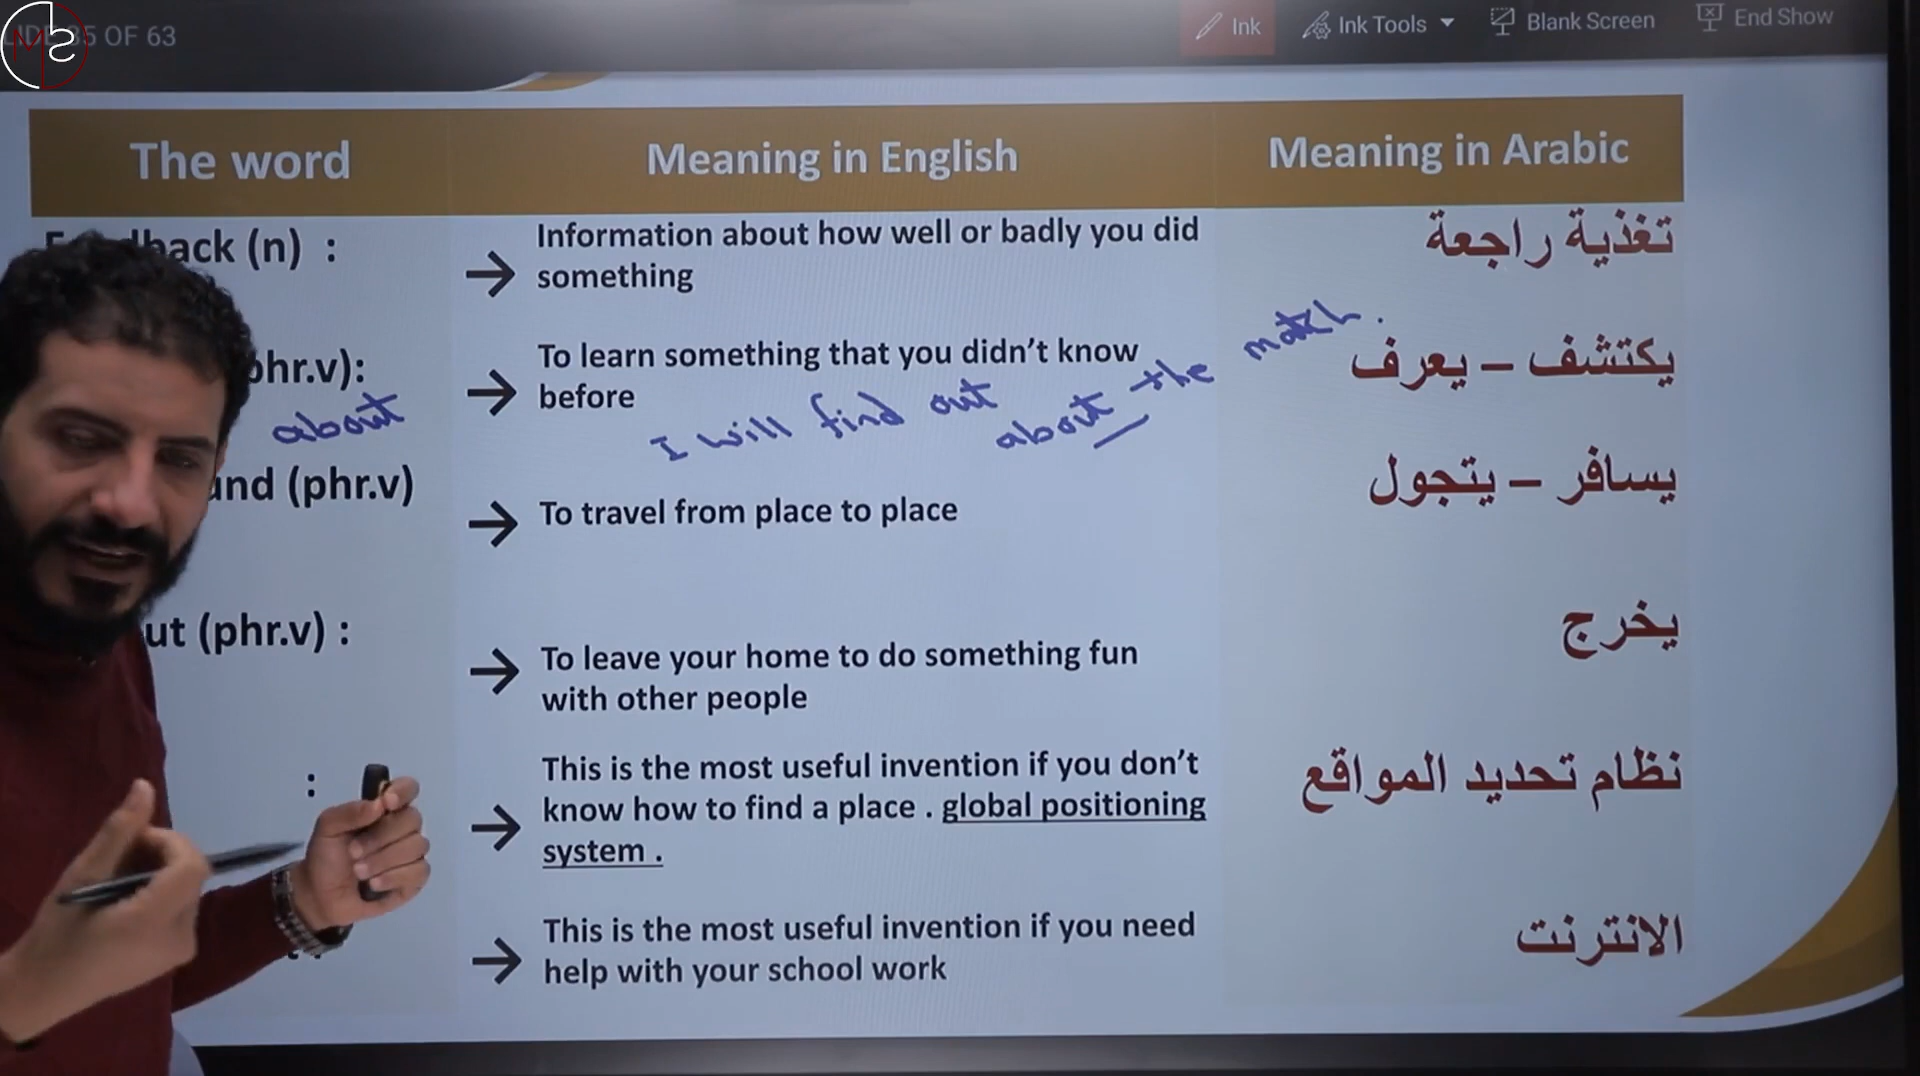 35 OF 63
Ink
Ink Tools
Blank Screen
End Show
The word
Meaning in English
Meaning in Arabic
(n) :
Information about how well or badly you did
something
تغذية راجعة
(phr.v):
about
To learn something that you didn't know
before
I will find out about the match.
يكتشف – يعرف
(phr.v)
To travel from place to place
يسافر – يتجول
(phr.v) :
To leave your home to do something fun
with other people
يخرج
:
This is the most useful invention if you don't
know how to find a place . global positioning
system .
نظام تحديد المواقع
This is the most useful invention if you need
help with your school work
الانترنت